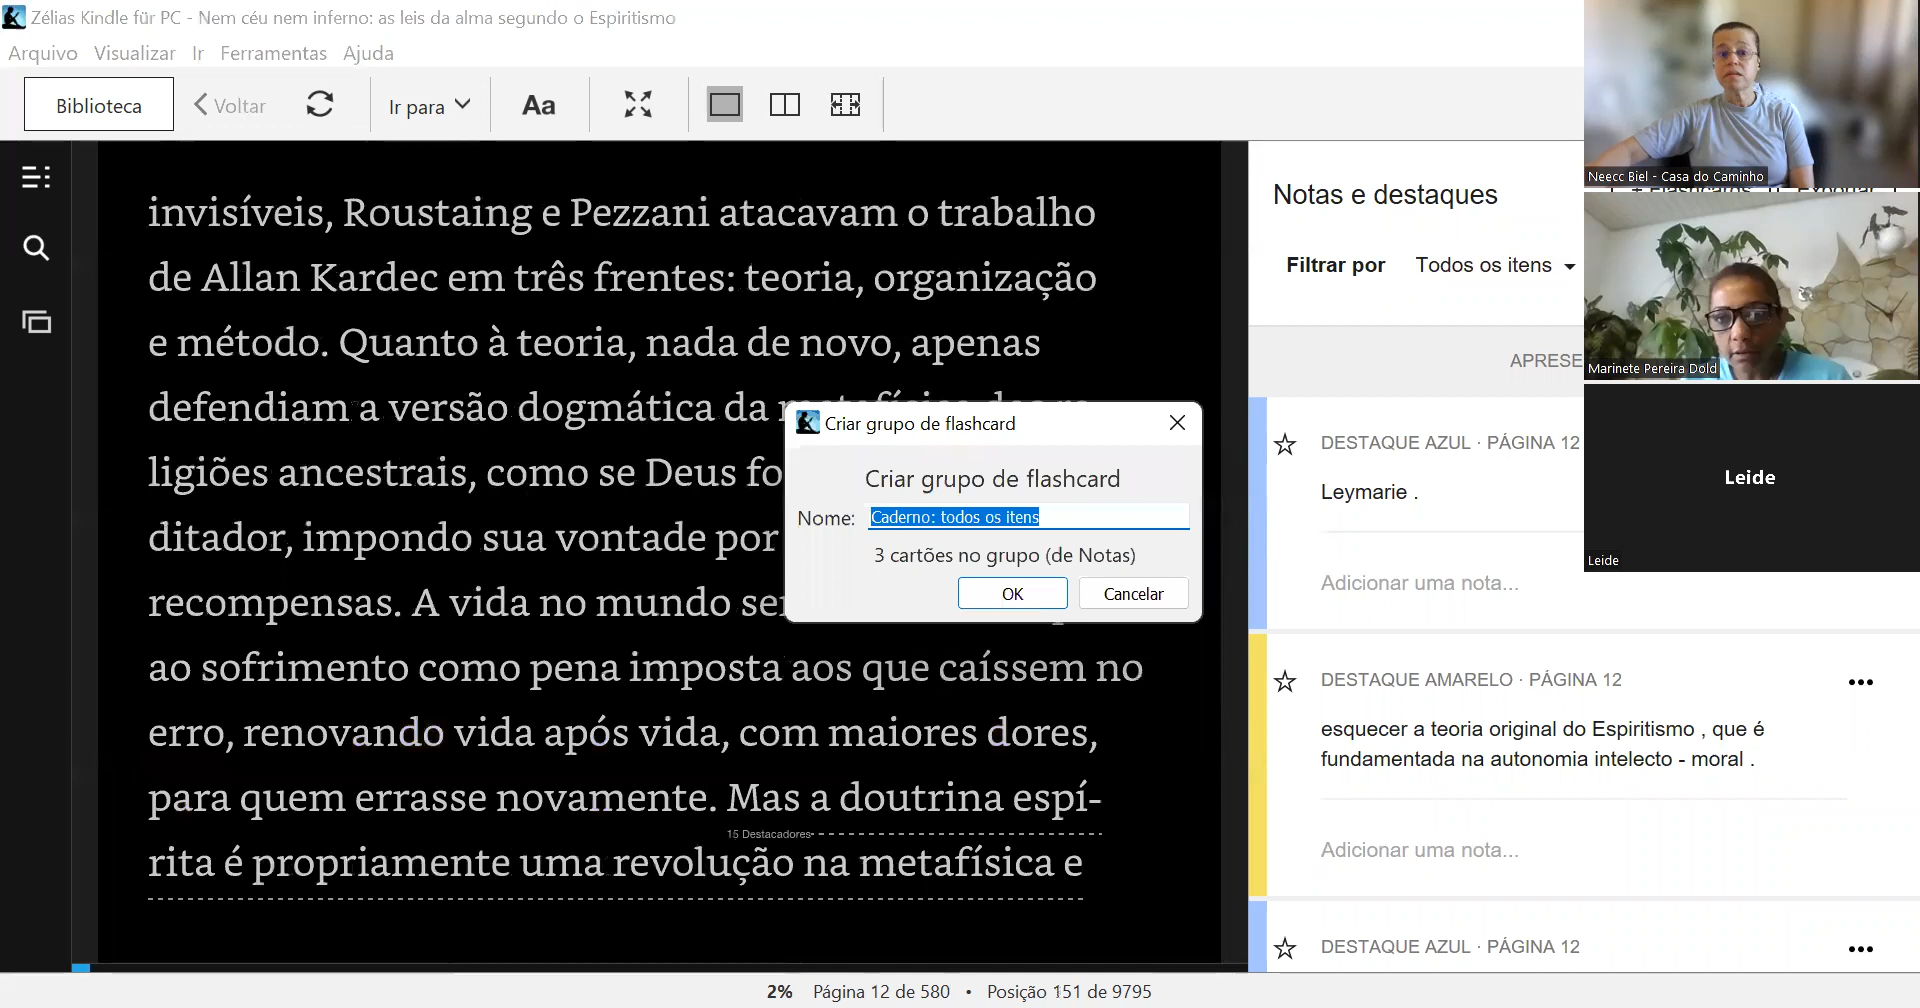 Zélias Kindle für PC - Nem céu nem inferno: as leis da alma segundo o Espiritismo
Arquivo Visualizar Ir Ferramentas Ajuda
Biblioteca Voltar Ir para Aa
invisíveis, Roustaing e Pezzani atacavam o trabalho
de Allan Kardec em três frentes: teoria, organização
e método. Quanto à teoria, nada de novo, apenas
defendiam a versão dogmática da
ligiões ancestrais, como se Deus fo
ditador, impondo sua vontade por
recompensas. A vida no mundo ser
ao sofrimento como pena imposta aos que caíssem no
erro, renovando vida após vida, com maiores dores,
para quem errasse novamente. Mas a doutrina espí-
15 Destacadores
rita é propriamente uma revolução na metafísica e
Criar grupo de flashcard
Criar grupo de flashcard
Nome: Caderno: todos os itens
3 cartões no grupo (de Notas)
OK Cancelar
Notas e destaques
Filtrar por Todos os itens
APRESE
DESTAQUE AZUL · PÁGINA 12
Leymarie .
Adicionar uma nota...
DESTAQUE AMARELO · PÁGINA 12
esquecer a teoria original do Espiritismo , que é
fundamentada na autonomia intelecto - moral .
Adicionar uma nota...
DESTAQUE AZUL · PÁGINA 12
Neecc Biel - Casa do Caminho
Marinete Pereira Dold
Leide
Leide
2% Página 12 de 580 • Posição 151 de 9795